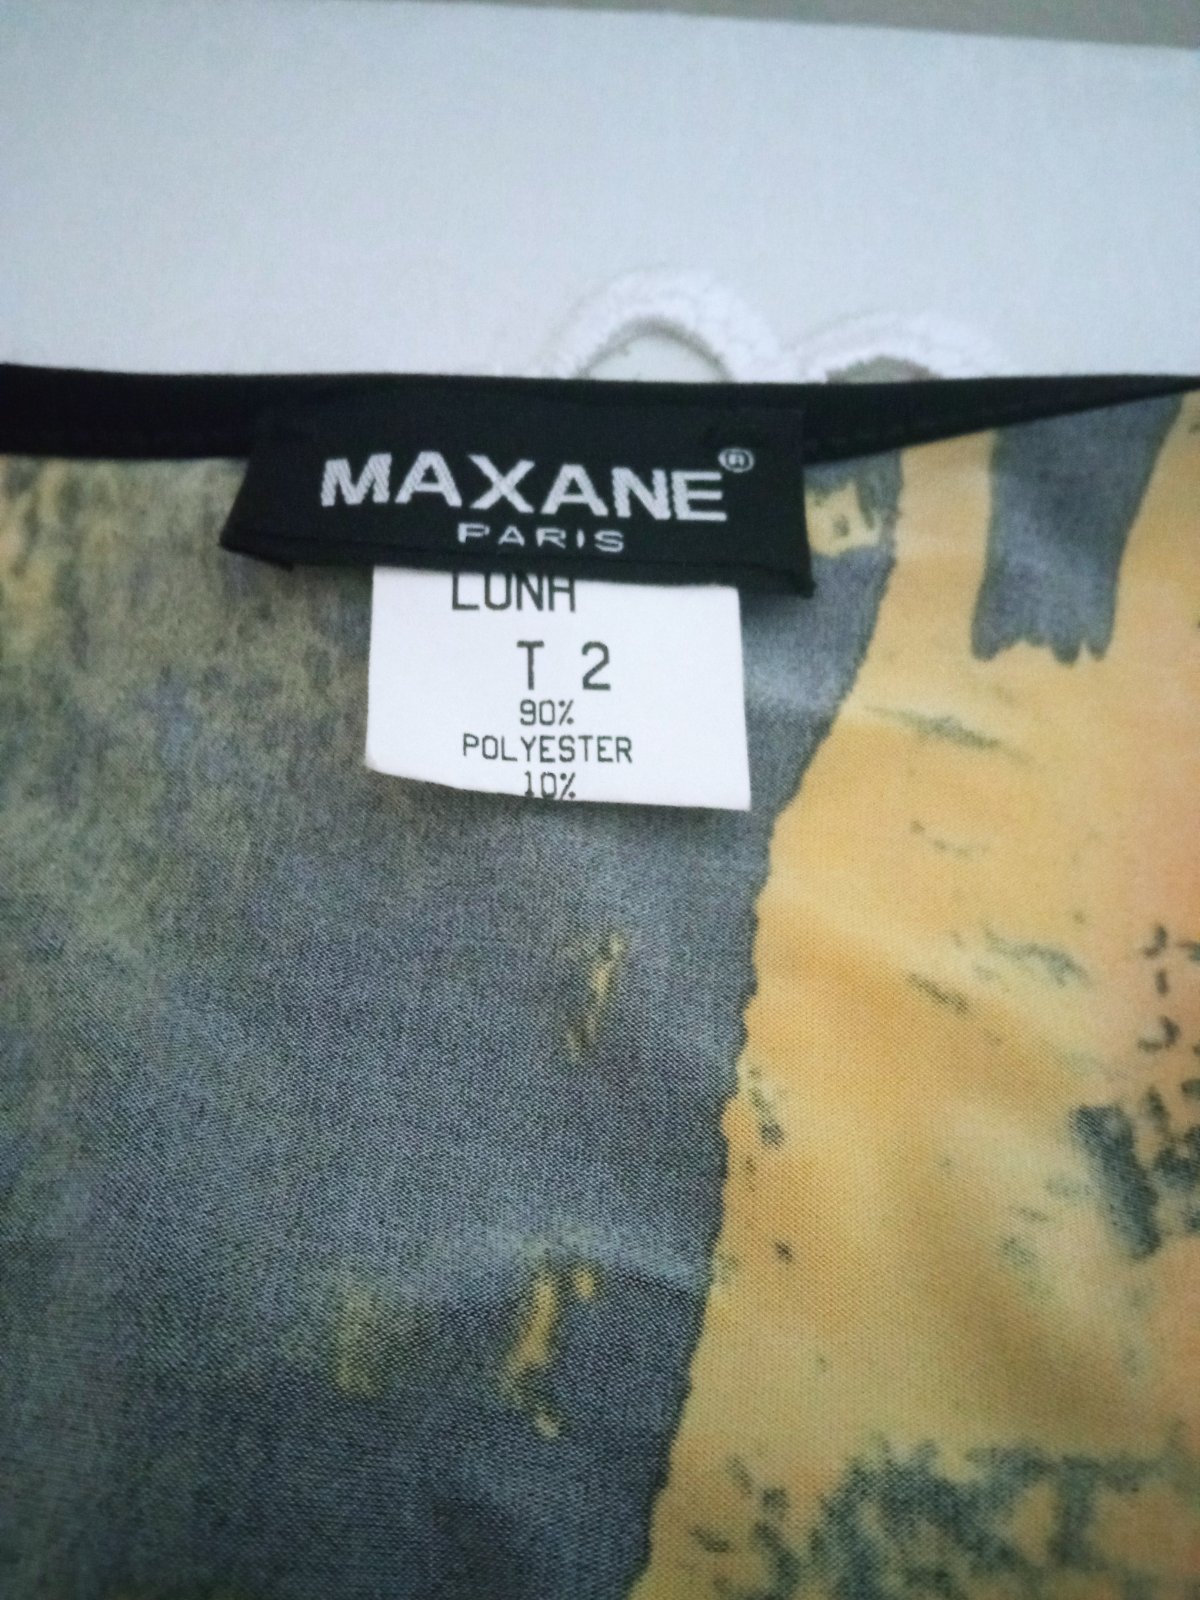 MAXANE®
PARIS
LUNA
T 2
90%
POLYESTER
10%